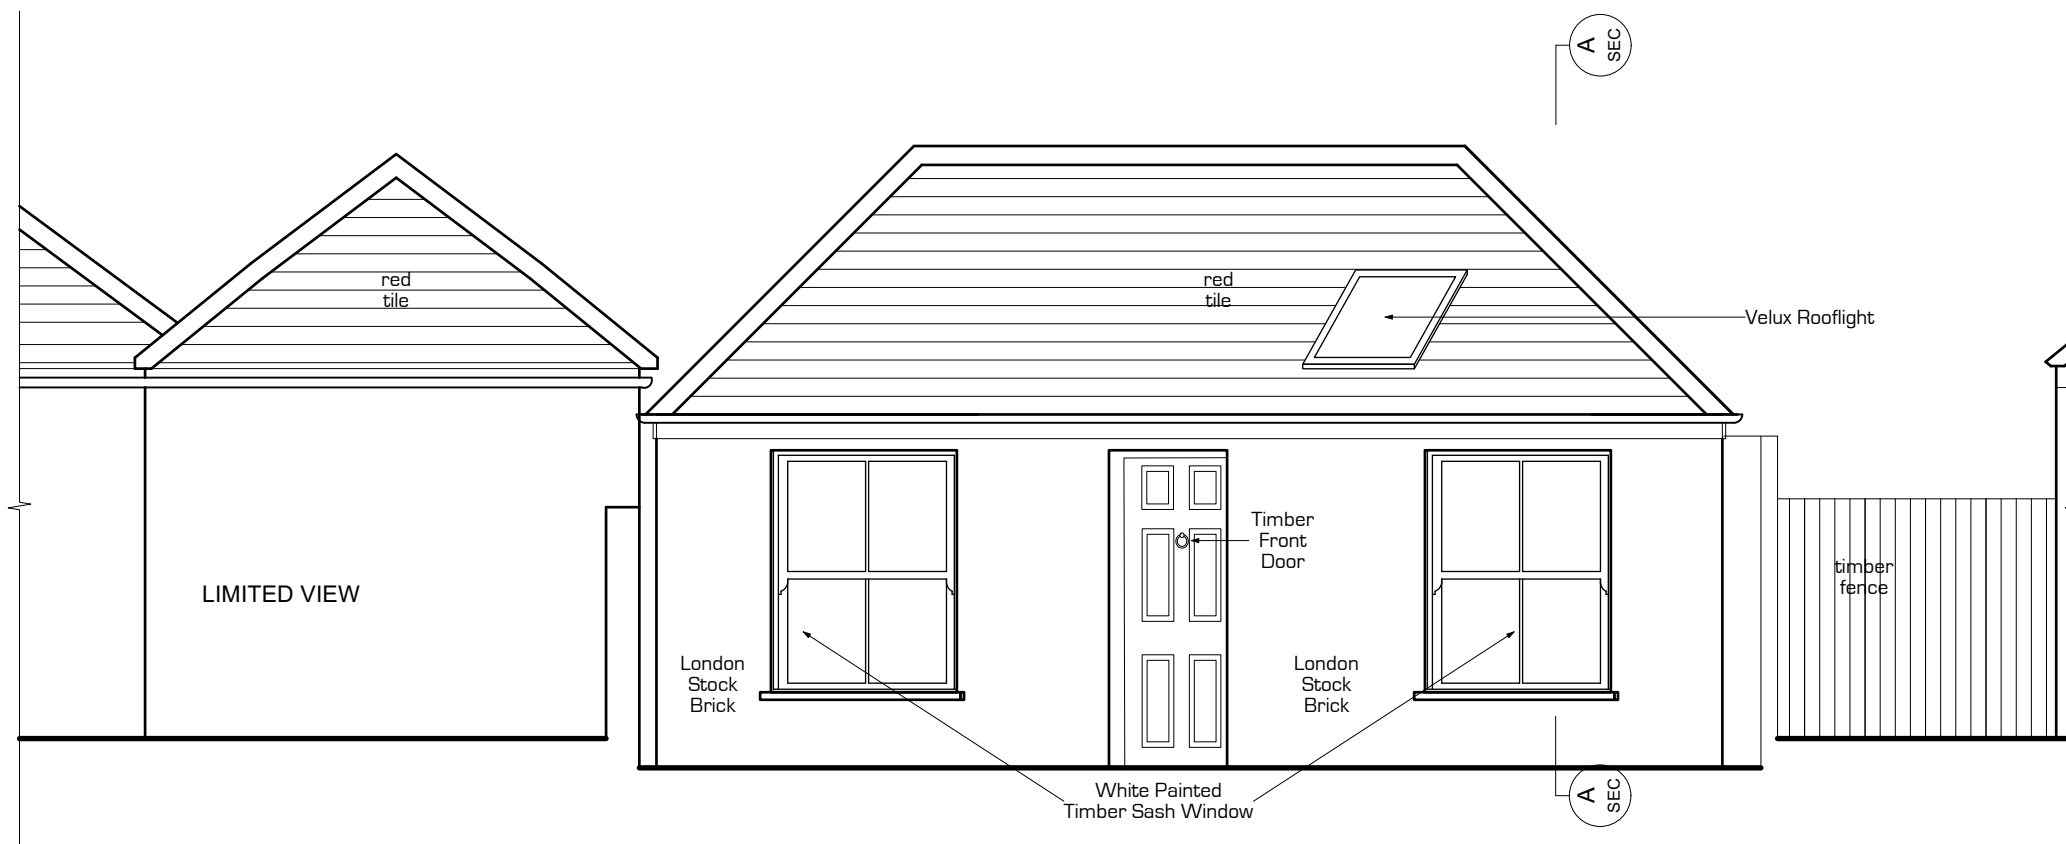 A
SEC
red
tile
red
tile
Velux Rooflight
Timber
Front
Door
timber
fence
LIMITED VIEW
London
Stock
Brick
London
Stock
Brick
White Painted
Timber Sash Window
A
SEC